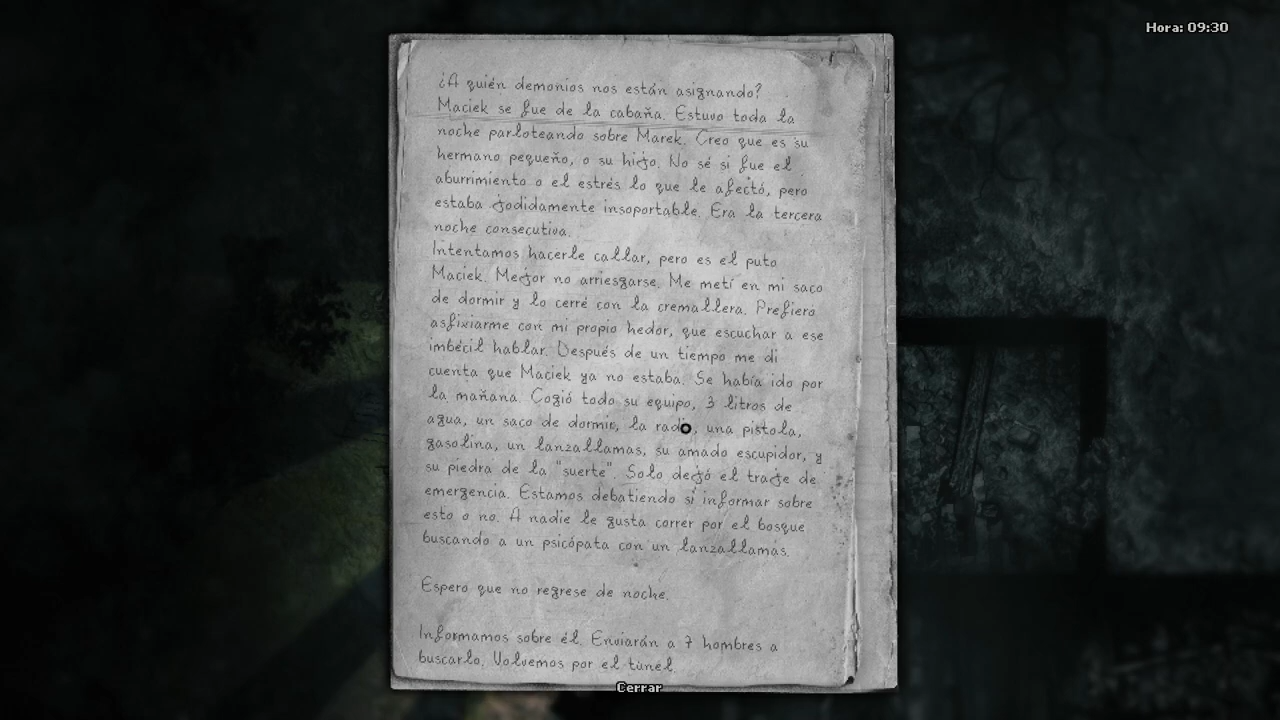 Hora: 09:30
¿A quién demonios nos están asignando?
Maciek se fue de la cabaña. Estuvo toda la
noche parloteando sobre Marek. Creo que es su
hermano pequeño, o su hijo. No sé si fue el
aburrimiento o el estrés lo que le afectó, pero
estaba jodidamente insoportable. Era la tercera
noche consecutiva.
Intentamos hacerle callar, pero es el puto
Maciek. Mejor no arriesgarse. Me metí en mi saco
de dormir y lo cerré con la cremallera. Prefiero
asfixiarme con mi propio hedor, que escuchar a ese
imbécil hablar. Después de un tiempo me di
cuenta que Maciek ya no estaba. Se había ido por
la mañana. Cogió todo su equipo, 3 litros de
agua, un saco de dormir, la radio, una pistola,
gasolina, un lanzallamas, su amado escupidor, y
su piedra de la "suerte". Solo dejó el traje de
emergencia. Estamos debatiendo si informar sobre
esto o no. A nadie le gusta correr por el bosque
buscando a un psicópata con un lanzallamas.
Espero que no regrese de noche.
Informamos sobre él. Enviarán a 7 hombres a
buscarlo. Volvemos por el túnel.
Cerrar